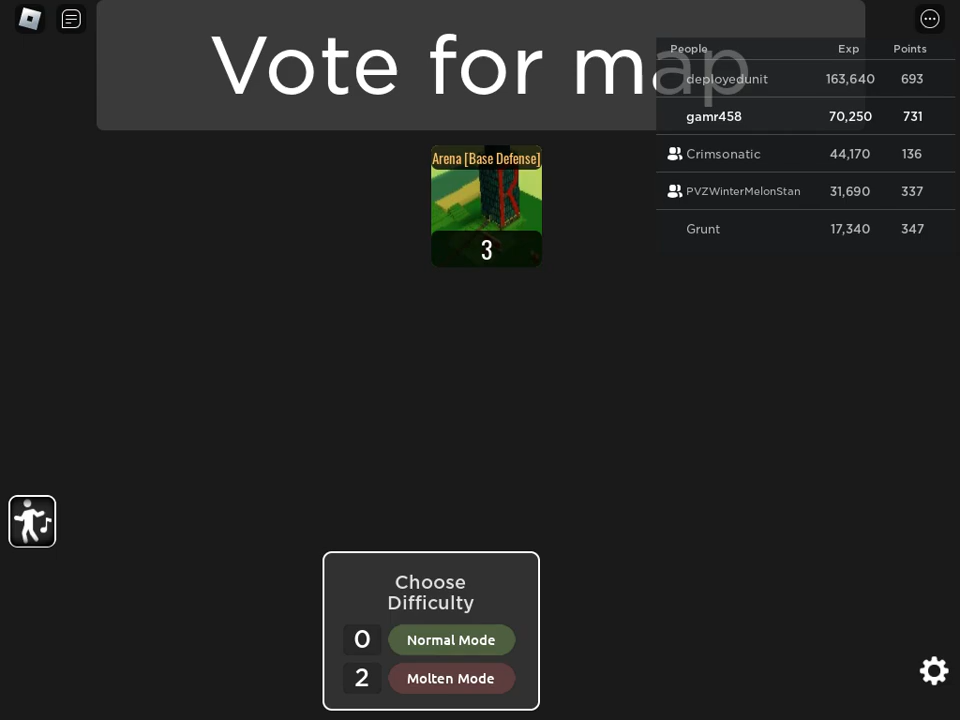 Vote for map
People Exp Points
deployedunit 163,640 693
gamr458 70,250 731
Crimsonatic 44,170 136
PVZWinterMelonStan 31,690 337
Grunt 17,340 347
Arena [Base Defense]
3
Choose
Difficulty
0 Normal Mode
2 Molten Mode